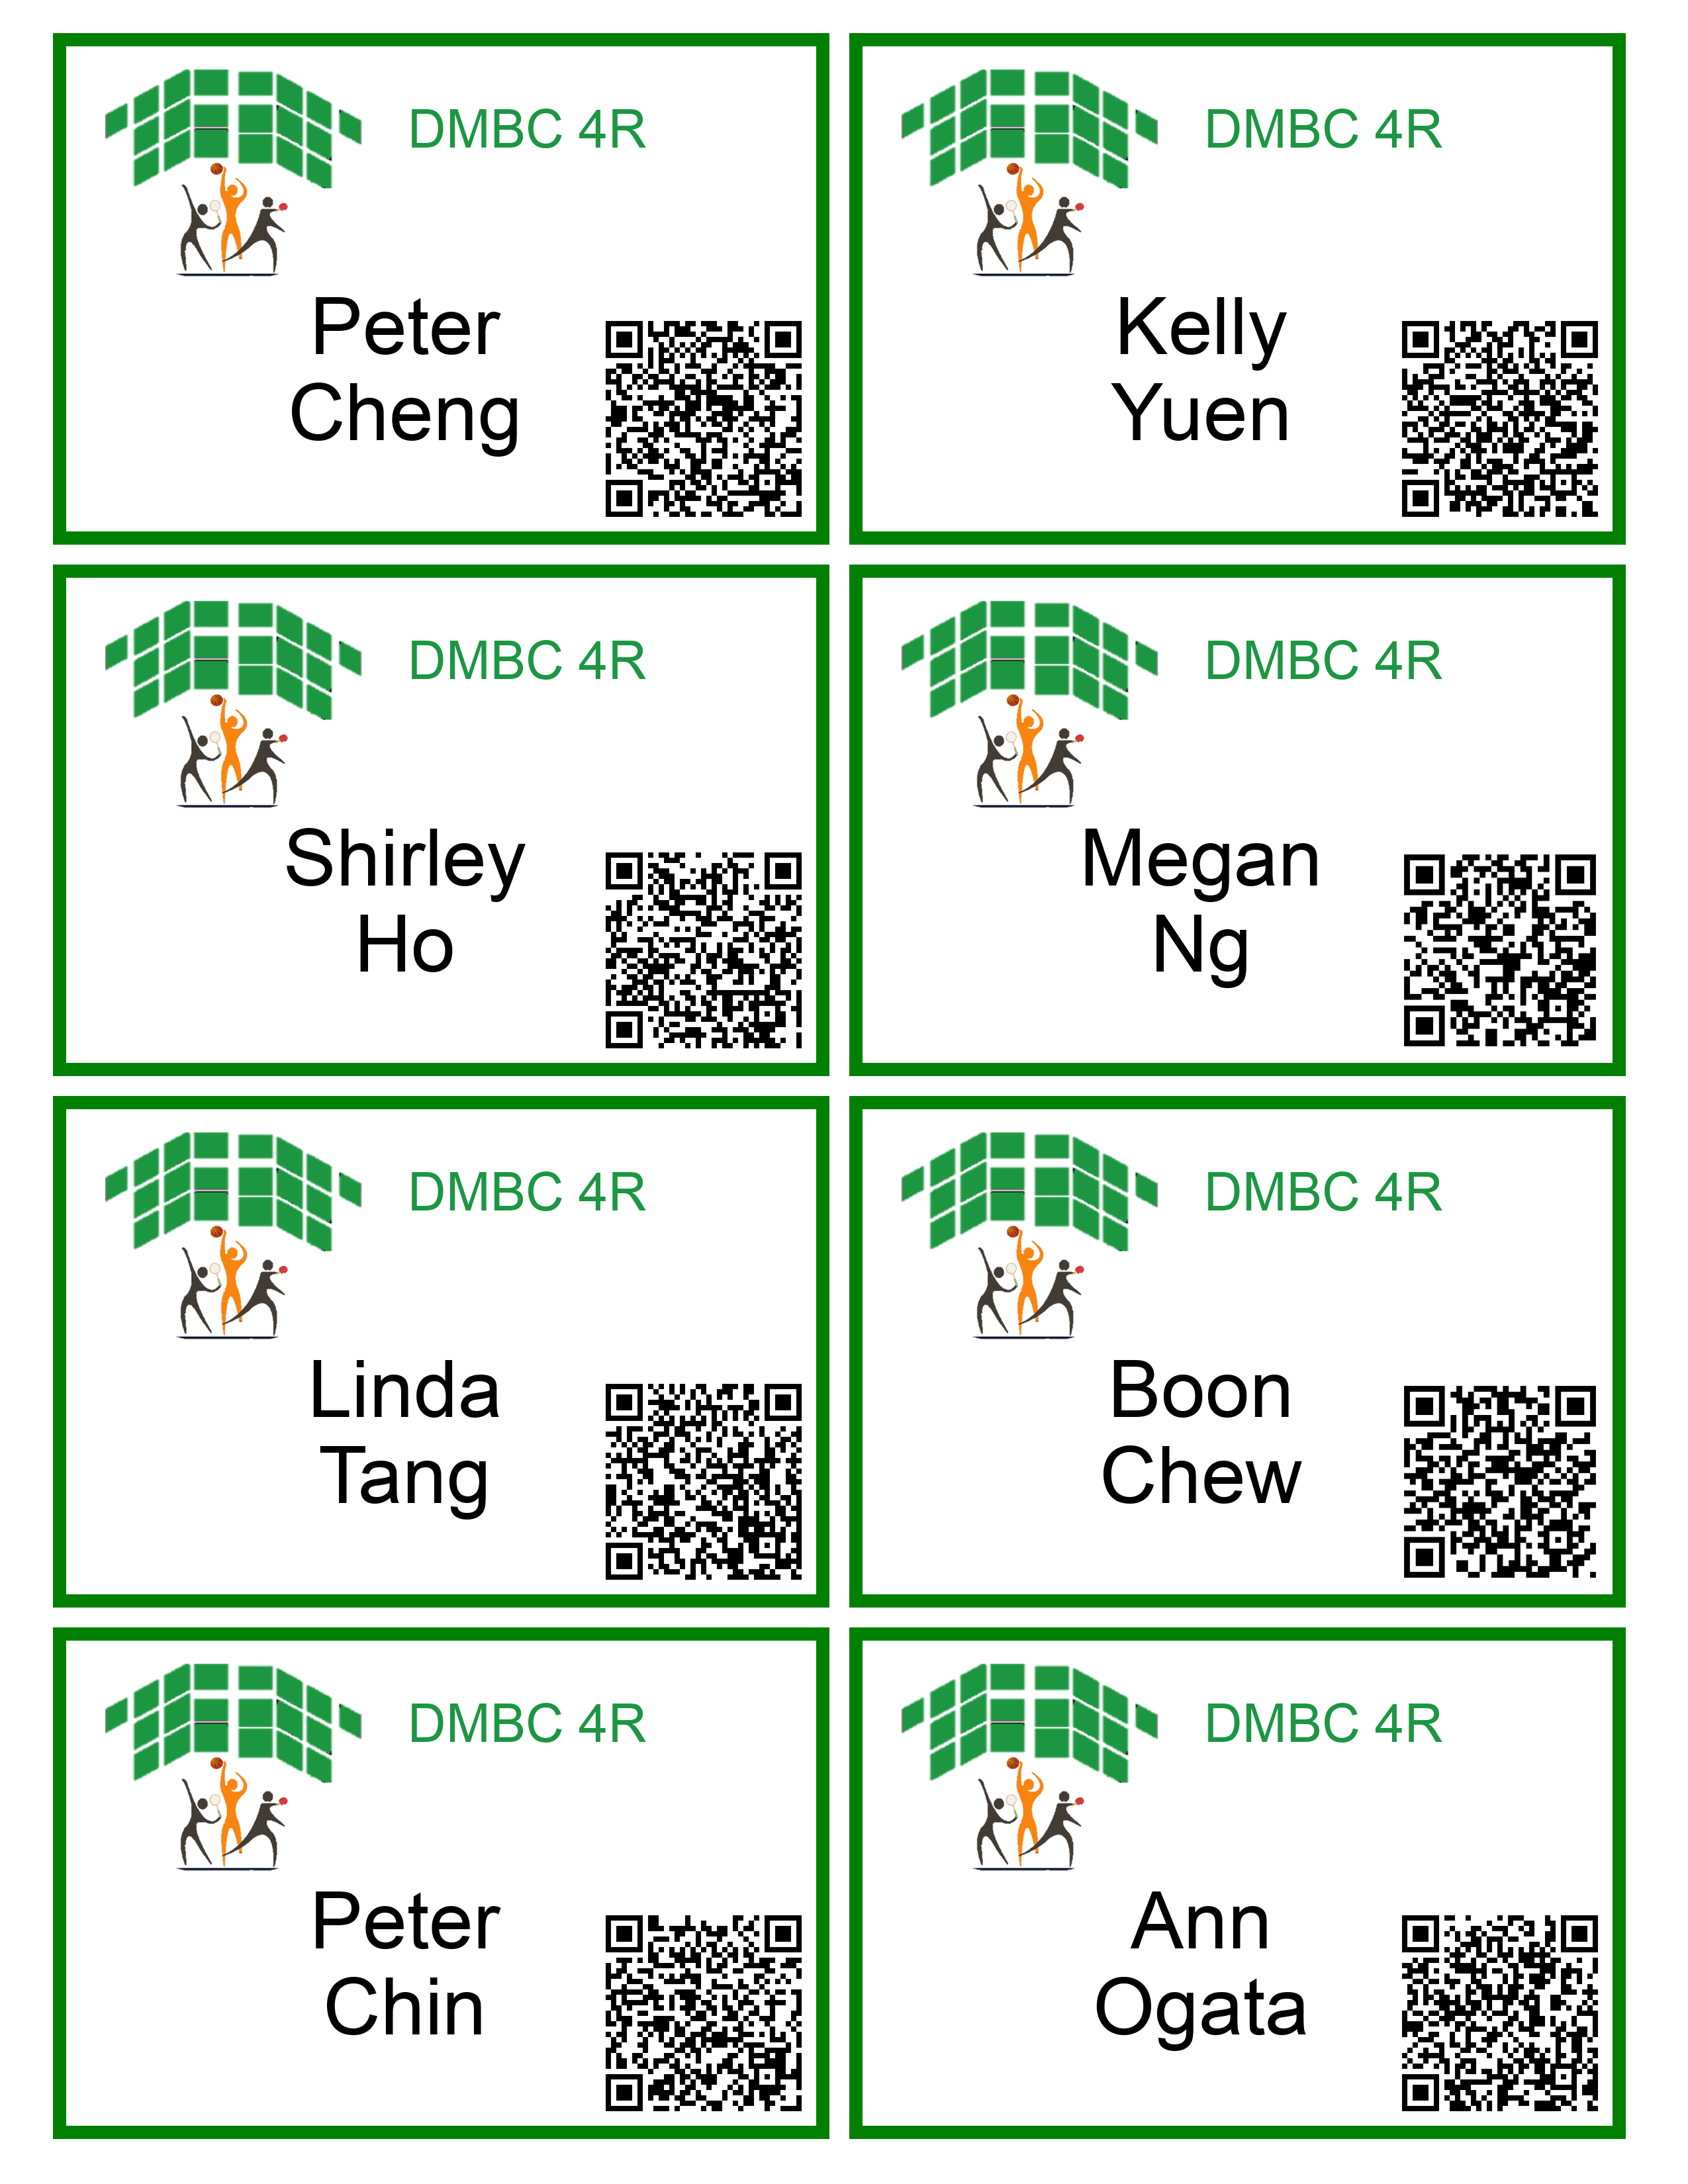 DMBC 4R
Peter
Cheng
DMBC 4R
Kelly
Yuen
DMBC 4R
Shirley
Ho
DMBC 4R
Megan
Ng
DMBC 4R
Linda
Tang
DMBC 4R
Boon
Chew
DMBC 4R
Peter
Chin
DMBC 4R
Ann
Ogata